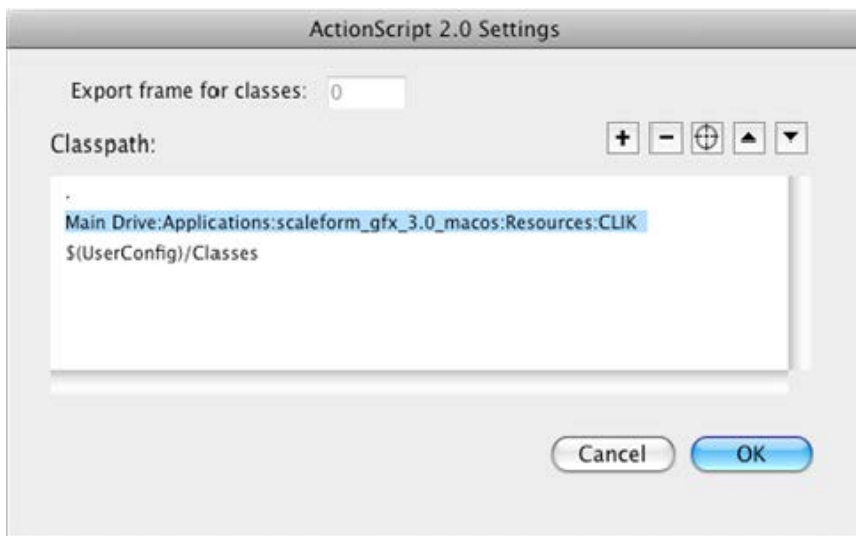 ActionScript 2.0 Settings
Export frame for classes: 0
Classpath:
.
Main Drive:Applications:scaleform_gfx_3.0_macos:Resources:CLIK
$(UserConfig)/Classes
Cancel OK